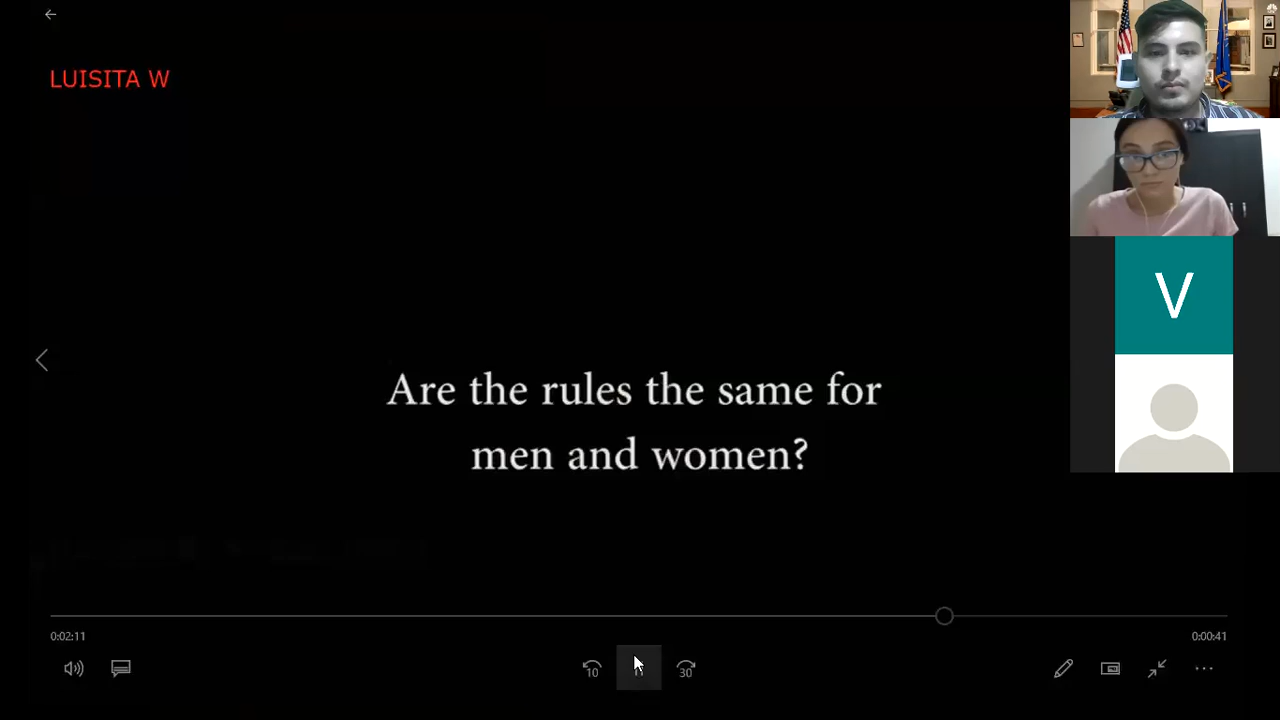 LUISITA W
V
Are the rules the same for
men and women?
0:02:11
0:00:41
10
30